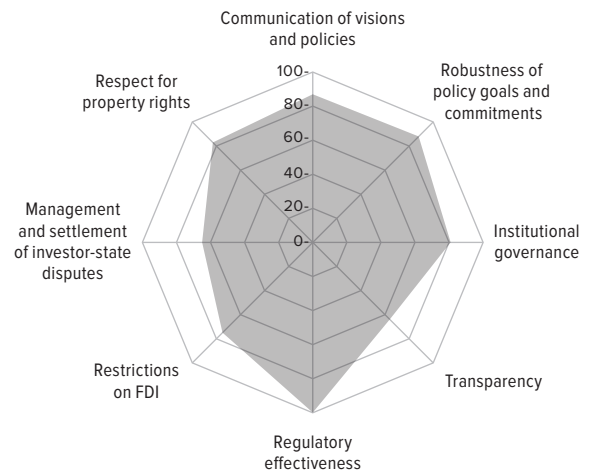 Communication of visions
and policies
Robustness of
policy goals and
commitments
Respect for
property rights
100-
80-
60-
40-
20-
0-
Management
and settlement
of investor-state
disputes
Institutional
governance
Restrictions
on FDI
Transparency
Regulatory
effectiveness